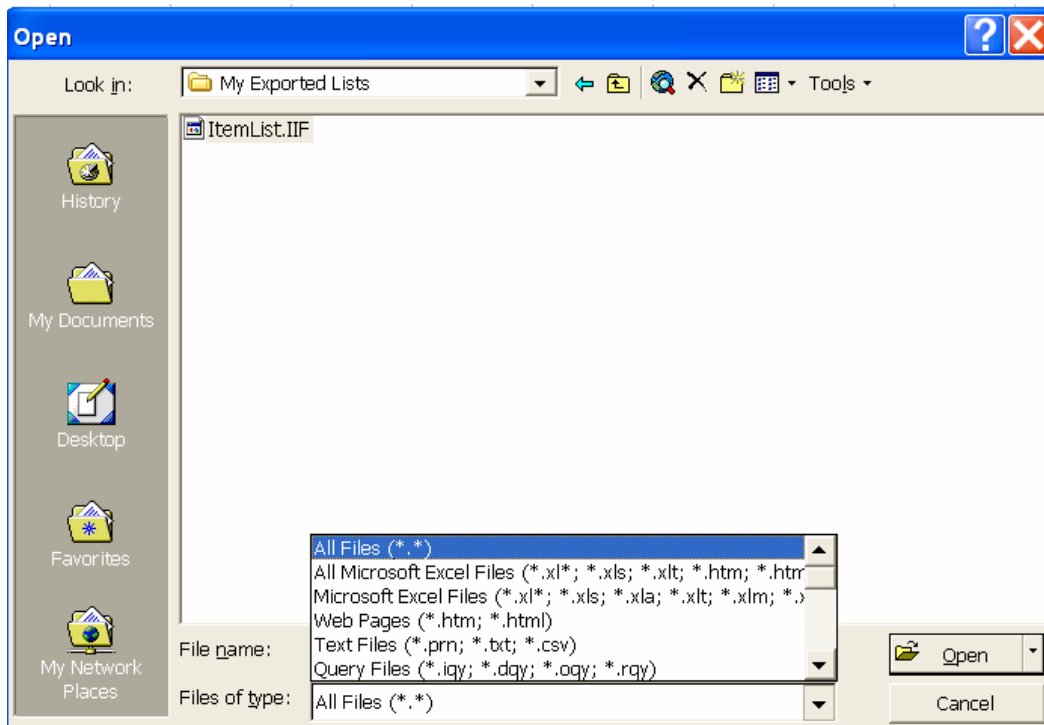 Open
Look in:
My Exported Lists
Tools
ItemList.IIF
History
My Documents
Desktop
Favorites
My Network
Places
All Files (*.*)
All Microsoft Excel Files (*.xl*; *.xls; *.xlt; *.htm; *.htm
Microsoft Excel Files (*.xl*; *.xls; *.xla; *.xlt; *.xlm; *.x
Web Pages (*.htm; *.html)
Text Files (*.prn; *.txt; *.csv)
Query Files (*.iqy; *.dqy; *.oqy; *.rqy)
File name:
Open
Files of type:
All Files (*.*)
Cancel